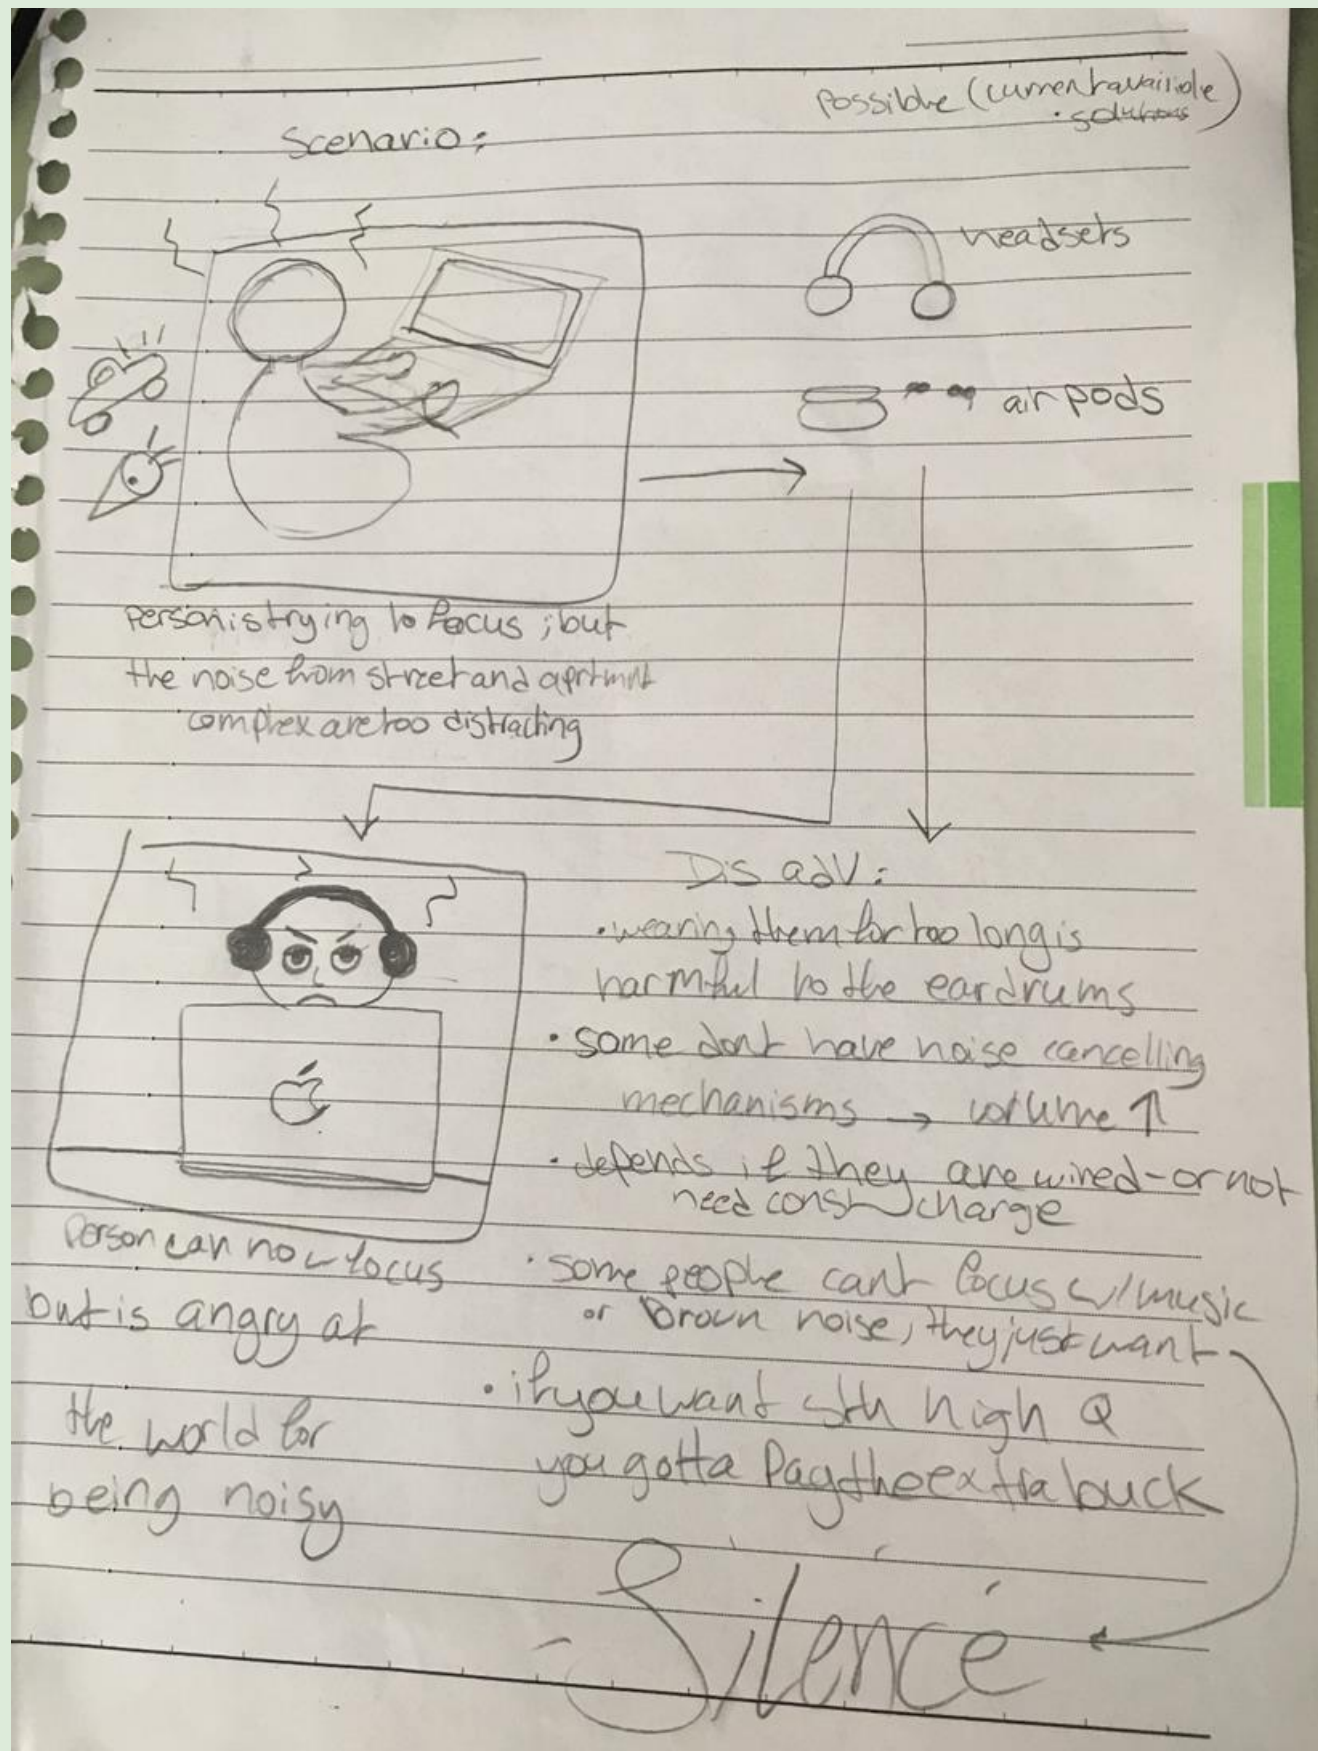 Scenario:
possible (current available
• solutions)
headsets
air pods
person is trying to focus ; but
the noise from street and aprtmnt
complex are too distracting
Dis adv :
• wearing them for too long is
harmful to the eardrums
• some dont have noise cancelling
mechanisms → volume ↑
• depends if they are wired - or not
need const charge
• some people cant focus w/ music
or brown noise, they just want
• if you want sth high Q
you gotta pay the extra buck
Silence
person can now focus
but is angry at
the world for
being noisy